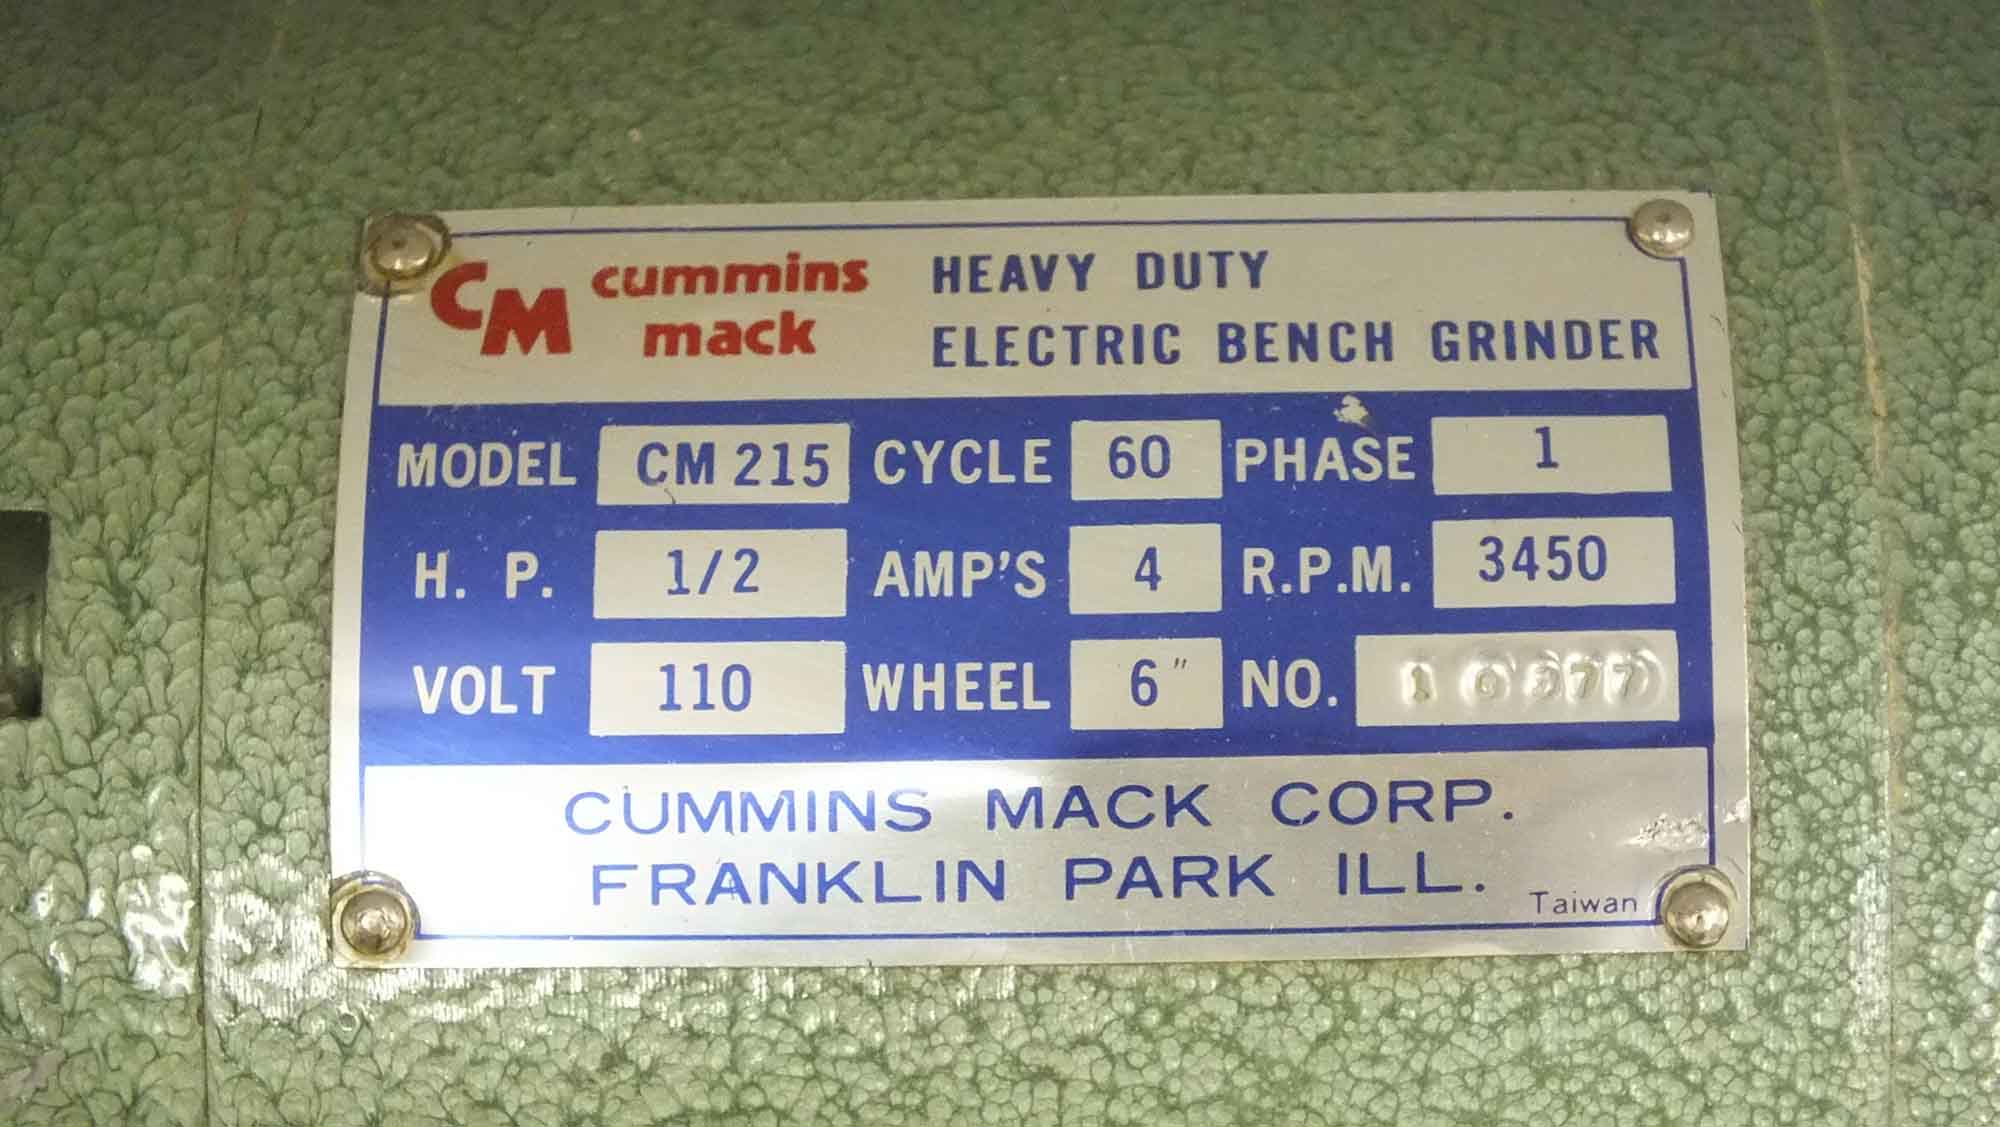 CM cummins mack HEAVY DUTY
ELECTRIC BENCH GRINDER
MODEL CM 215 CYCLE 60 PHASE 1
H. P. 1/2 AMP'S 4 R.P.M. 3450
VOLT 110 WHEEL 6" NO.
CUMMINS MACK CORP.
FRANKLIN PARK ILL.
Taiwan